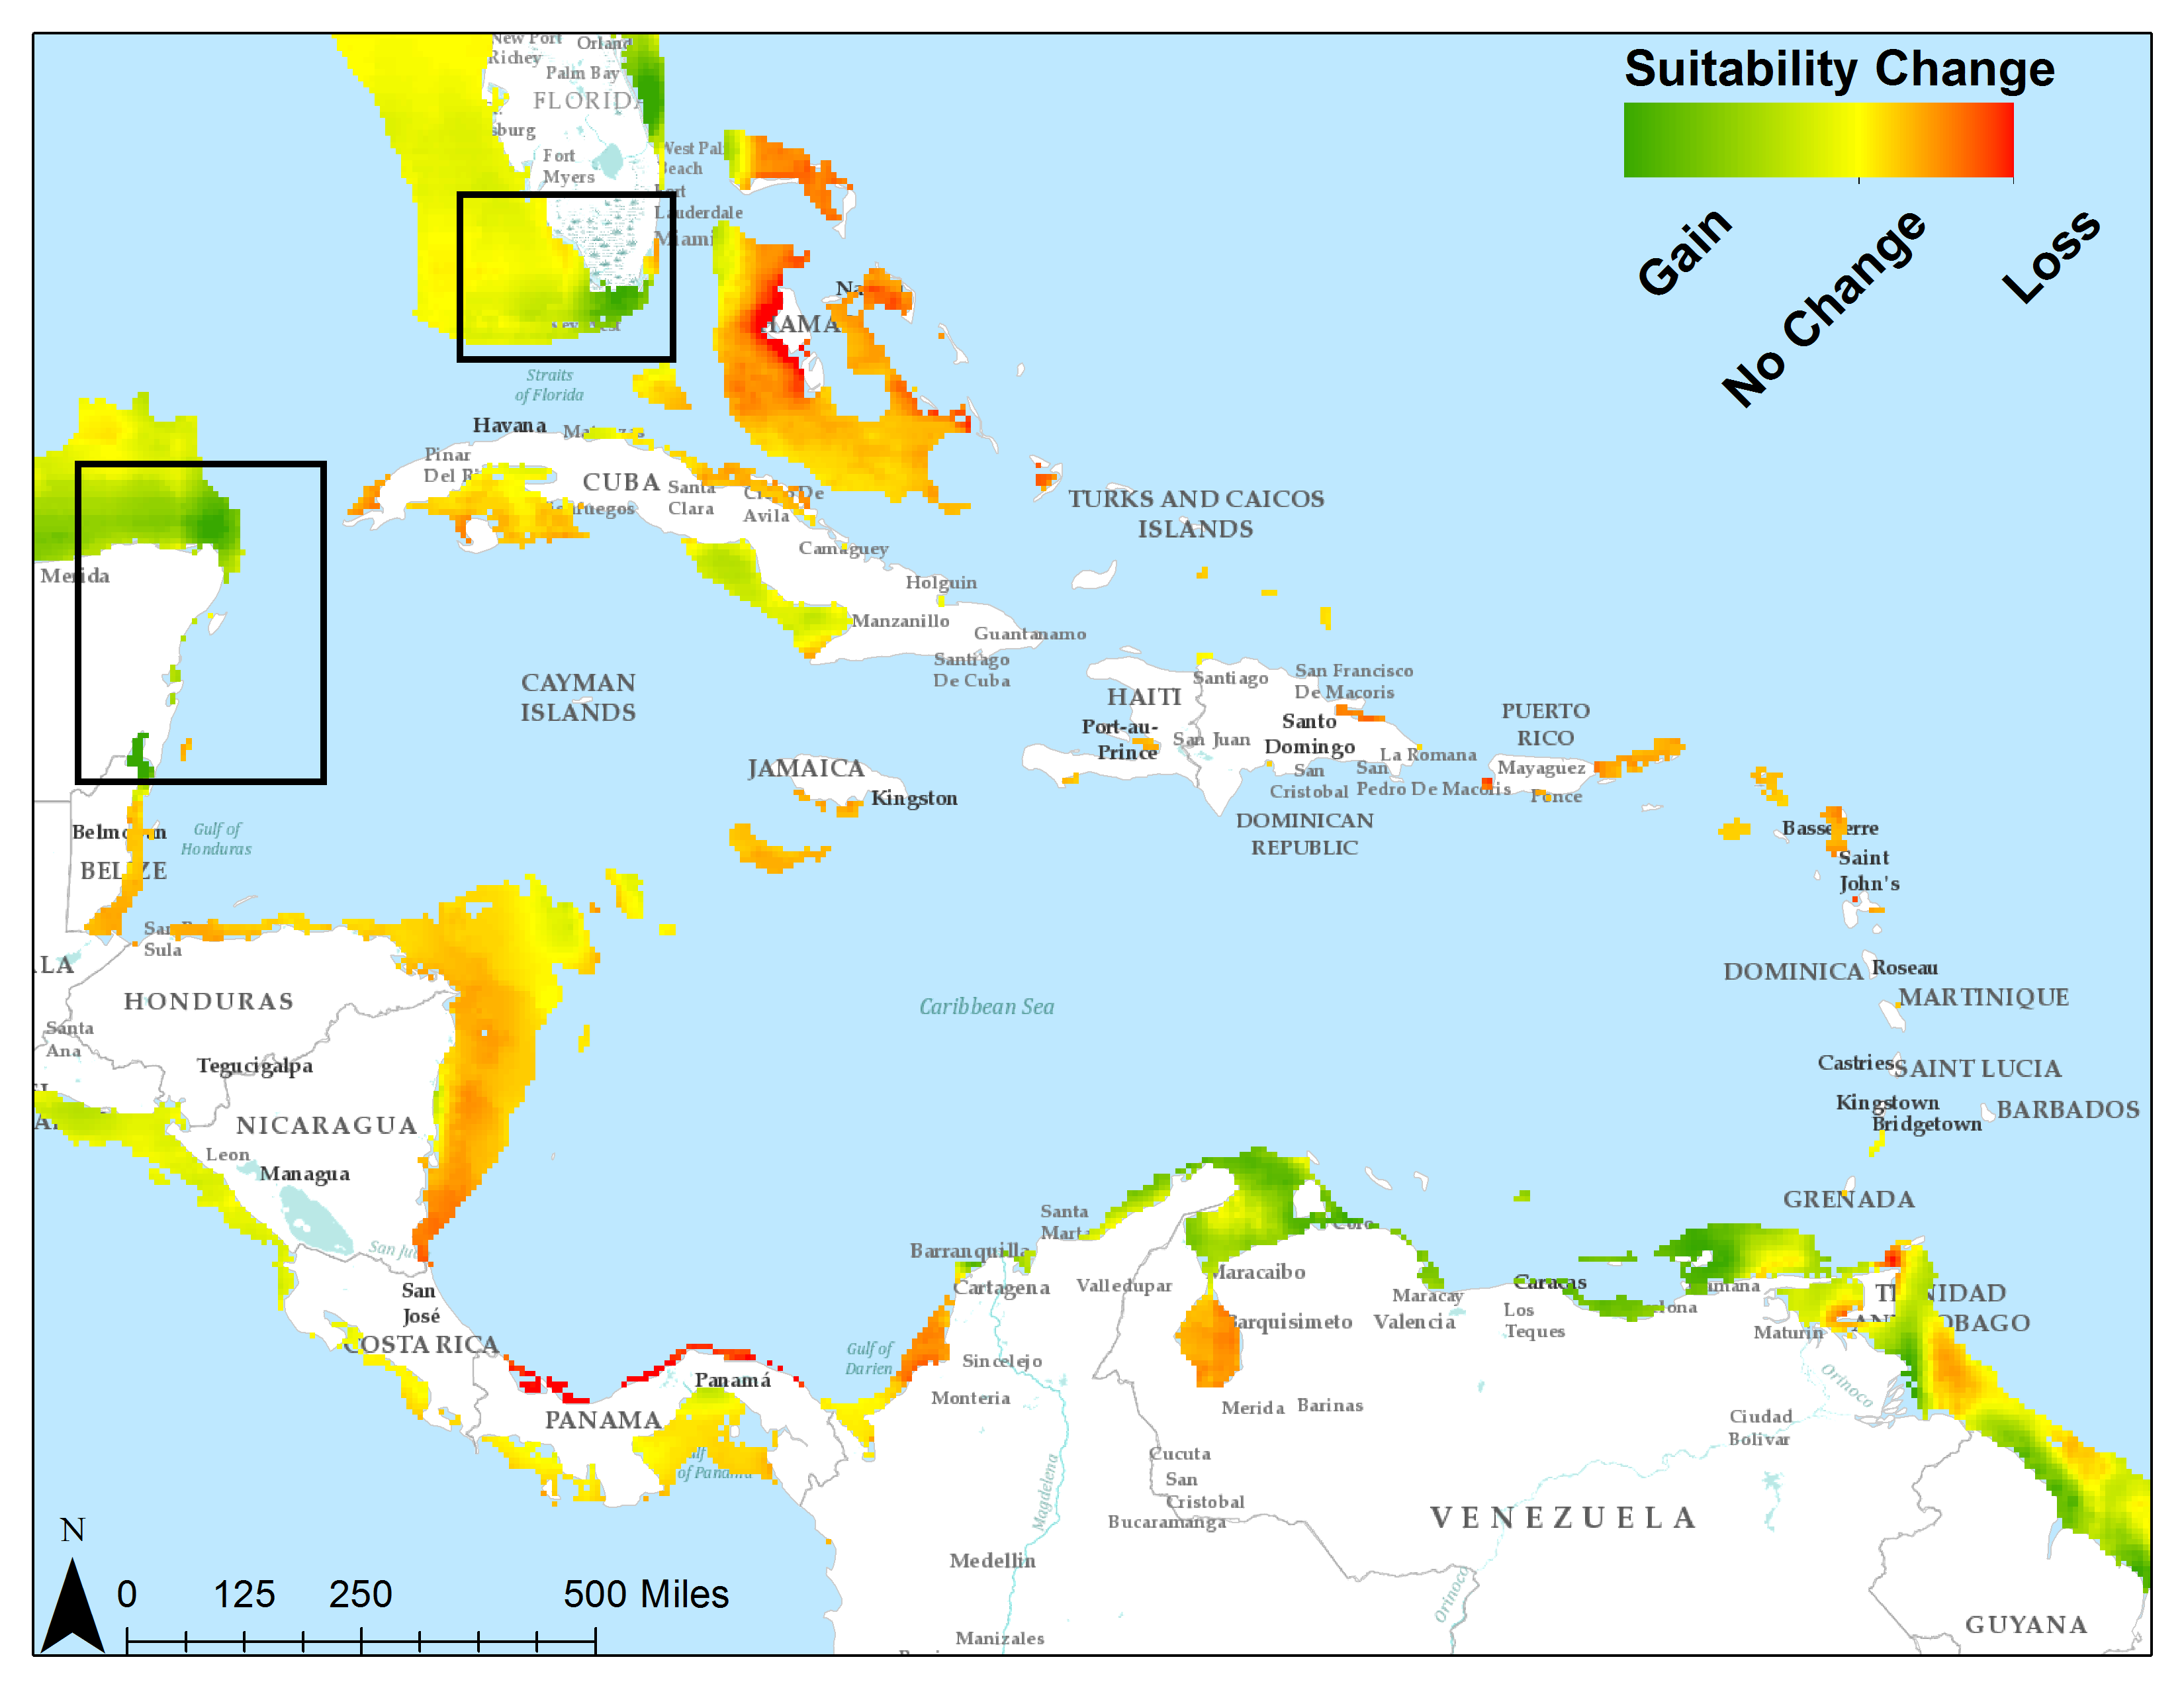 New Port
Richey
Orland
Palm Bay
FLORIDA
sburg
Fort
Myers
West Pal
Beach
Fort
Lauderdale
Miami
Suitability Change
Gain
No Change
Loss
Straits
of Florida
HAMA
Havana
Pinar
Del Ri
CUBA
Santa
Clara
Avila
Camaguey
Holguin
Manzanillo
Guantanamo
Santiago
De Cuba
TURKS AND CAICOS
ISLANDS
Merida
CAYMAN
ISLANDS
HAITI
Port-au-
Prince
Santiago
San Francisco
De Macoris
Santo
Domingo
San Juan
La Romana
San
Cristobal
San
Pedro De Macoris
DOMINICAN
REPUBLIC
PUERTO
RICO
Mayaguez
Ponce
JAMAICA
Kingston
Gulf of
Honduras
Belmopan
BELIZE
Basseterre
Saint
John's
San P
Sula
LA
HONDURAS
Santa
Ana
Tegucigalpa
NICARAGUA
Leon
Managua
San Jua
San
José
COSTA RICA
Caribbean Sea
DOMINICA
Roseau
MARTINIQUE
Castries
SAINT LUCIA
Kingstown
Bridgetown
BARBADOS
GRENADA
TRINIDAD
AND TOBAGO
Santa
Marta
Barranquilla
Cartagena
Valledupar
Maracaibo
Barquisimeto
Coro
Maracay
Valencia
Caracas
Los
Teques
lona
umana
Maturin
Gulf of
Darien
Sincelejo
Monteria
Panamá
PANAMA
Gulf
of Panama
Merida
Barinas
Cucuta
San
Cristobal
Bucaramanga
Magdelena
Medellin
Manizales
VENEZUELA
Orinoco
Orinoco
Ciudad
Bolivar
GUYANA
N
0 125 250 500 Miles